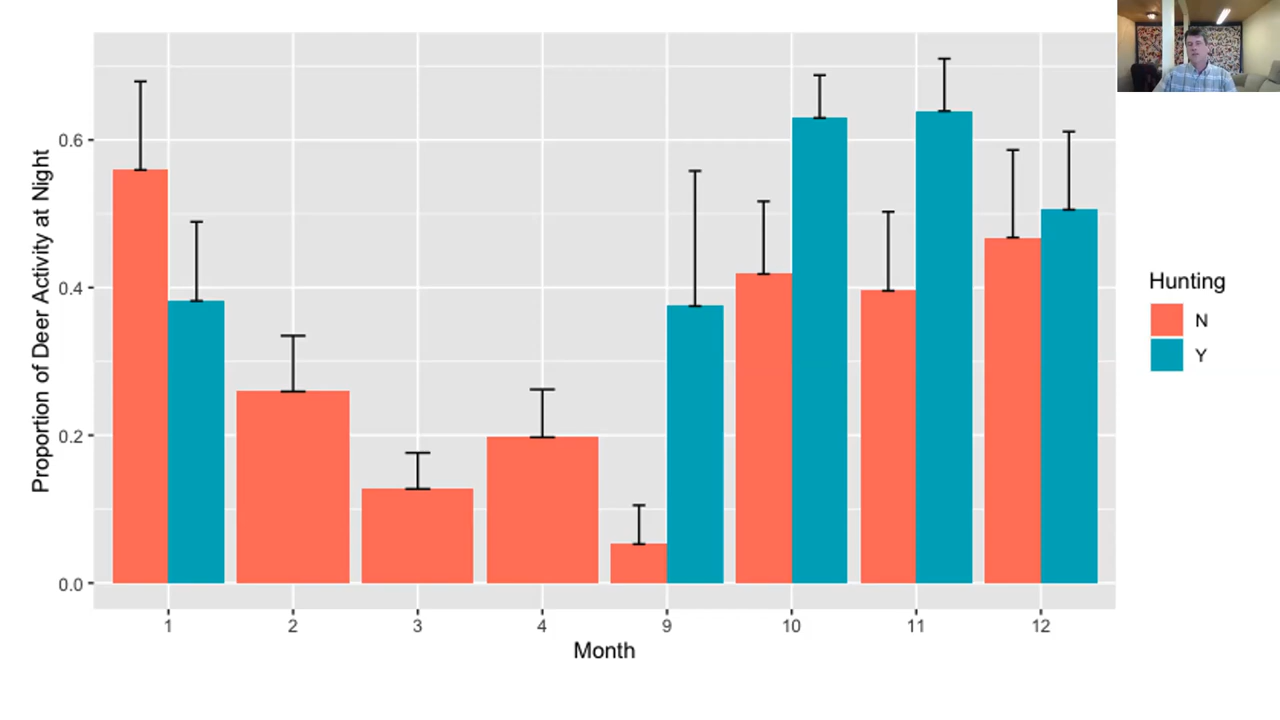 Proportion of Deer Activity at Night
0.6
0.4
0.2
0.0
1 2 3 4 9 10 11 12
Month
Hunting
N
Y